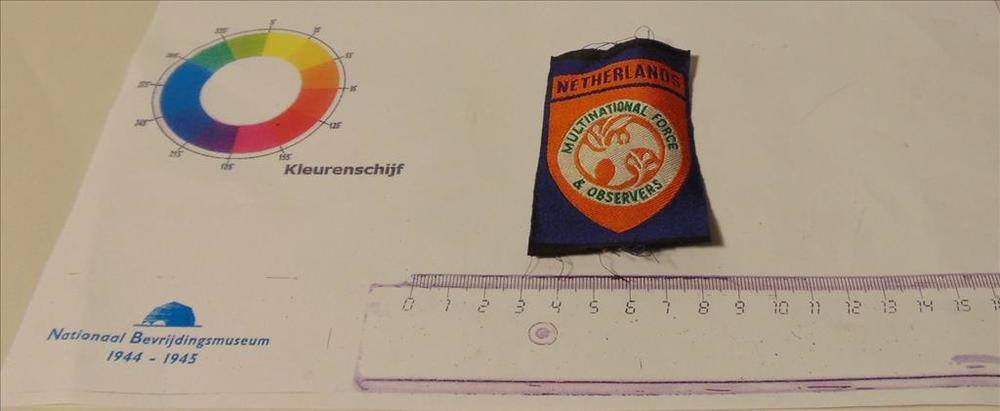 NETHERLANDS
MULTINATIONAL FORCE
& OBSERVERS
Kleurenschijf
Nationaal Bevrijdingsmuseum
1944 - 1945
0 1 2 3 4 5 6 7 8 9 10 11 12 13 14 15